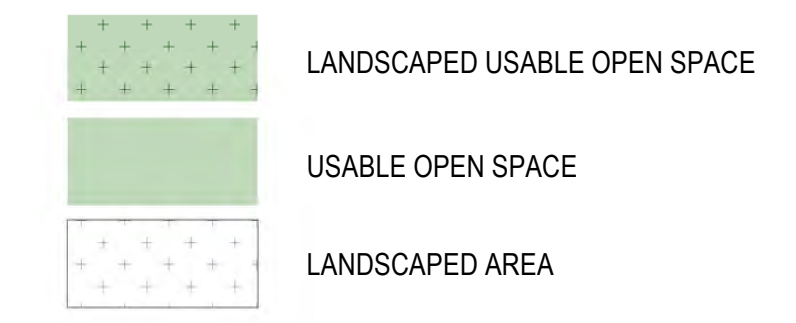 LANDSCAPED USABLE OPEN SPACE
USABLE OPEN SPACE
LANDSCAPED AREA